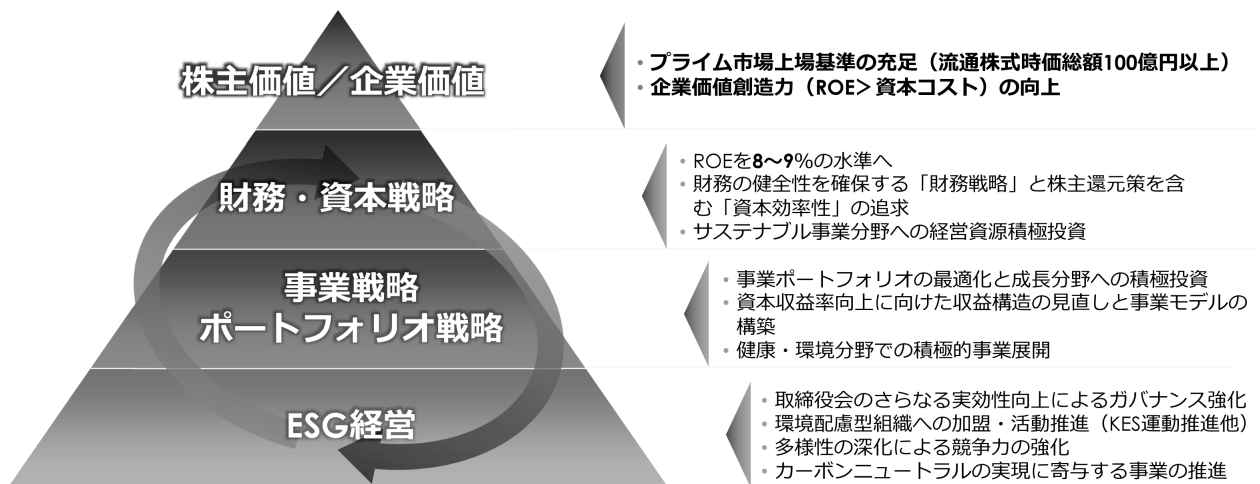 株主価値／企業価値
• プライム市場上場基準の充足（流通株式時価総額100億円以上）
• 企業価値創造力（ROE＞資本コスト）の向上
財務・資本戦略
• ROEを8～9％の水準へ
• 財務の健全性を確保する「財務戦略」と株主還元策を含
む「資本効率性」の追求
• サステナブル事業分野への経営資源積極投資
事業戦略
ポートフォリオ戦略
• 事業ポートフォリオの最適化と成長分野への積極投資
• 資本収益率向上に向けた収益構造の見直しと事業モデルの
構築
• 健康・環境分野での積極的事業展開
ESG経営
• 取締役会のさらなる実効性向上によるガバナンス強化
• 環境配慮型組織への加盟・活動推進（KES運動推進他）
• 多様性の深化による競争力の強化
• カーボンニュートラルの実現に寄与する事業の推進